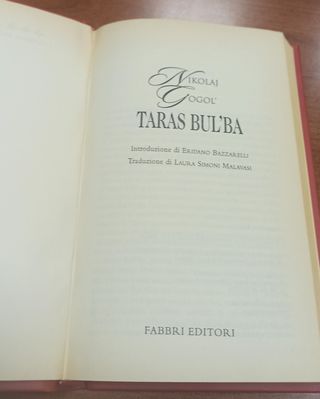 NIKOLAJ
GOGOL'
TARAS BUL'BA
Introduzione di ERIDANO BAZZARELLI
Traduzione di LAURA SIMONI MALAVASI
FABBRI EDITORI